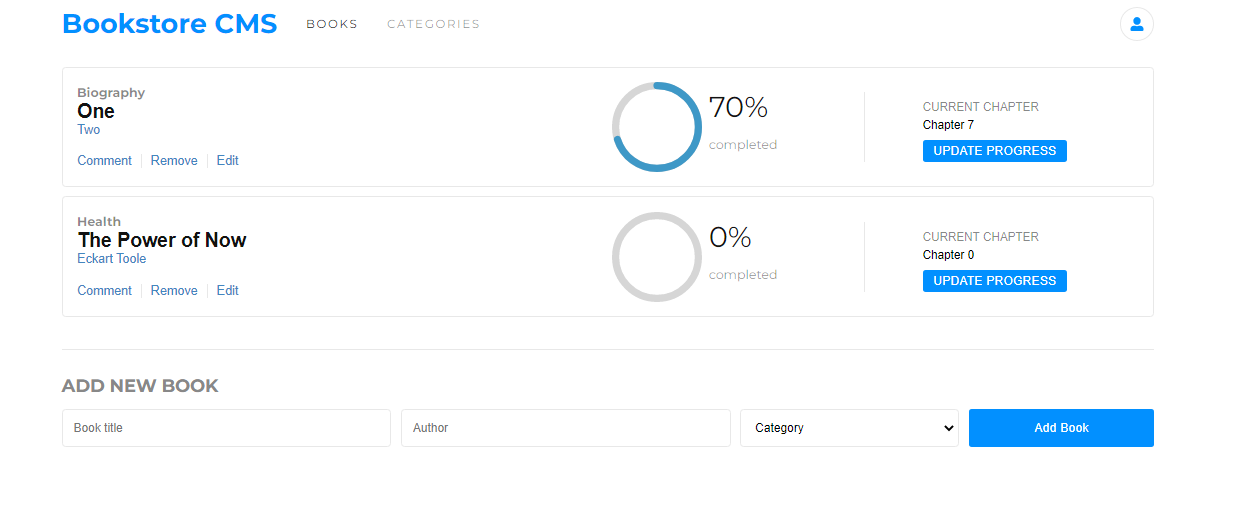 Bookstore CMS BOOKS CATEGORIES
Biography
One
Two
Comment Remove Edit
70%
completed
CURRENT CHAPTER
Chapter 7
UPDATE PROGRESS
Health
The Power of Now
Eckart Toole
Comment Remove Edit
0%
completed
CURRENT CHAPTER
Chapter 0
UPDATE PROGRESS
ADD NEW BOOK
Book title Author Category Add Book